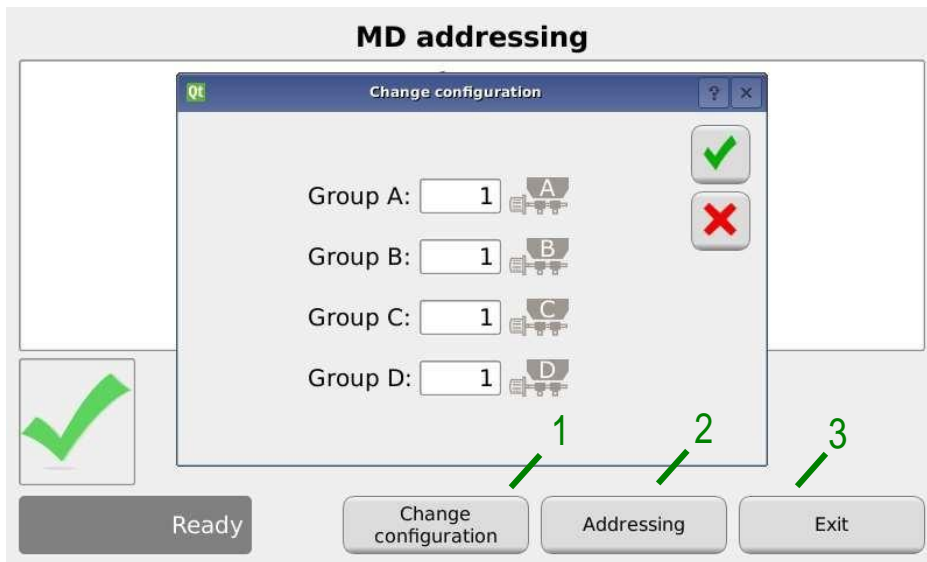 MD addressing
Qt Change configuration ? ×
Group A: 1 A
Group B: 1 B
Group C: 1 C
Group D: 1 D
1 2 3
Ready
Change
configuration
Addressing
Exit